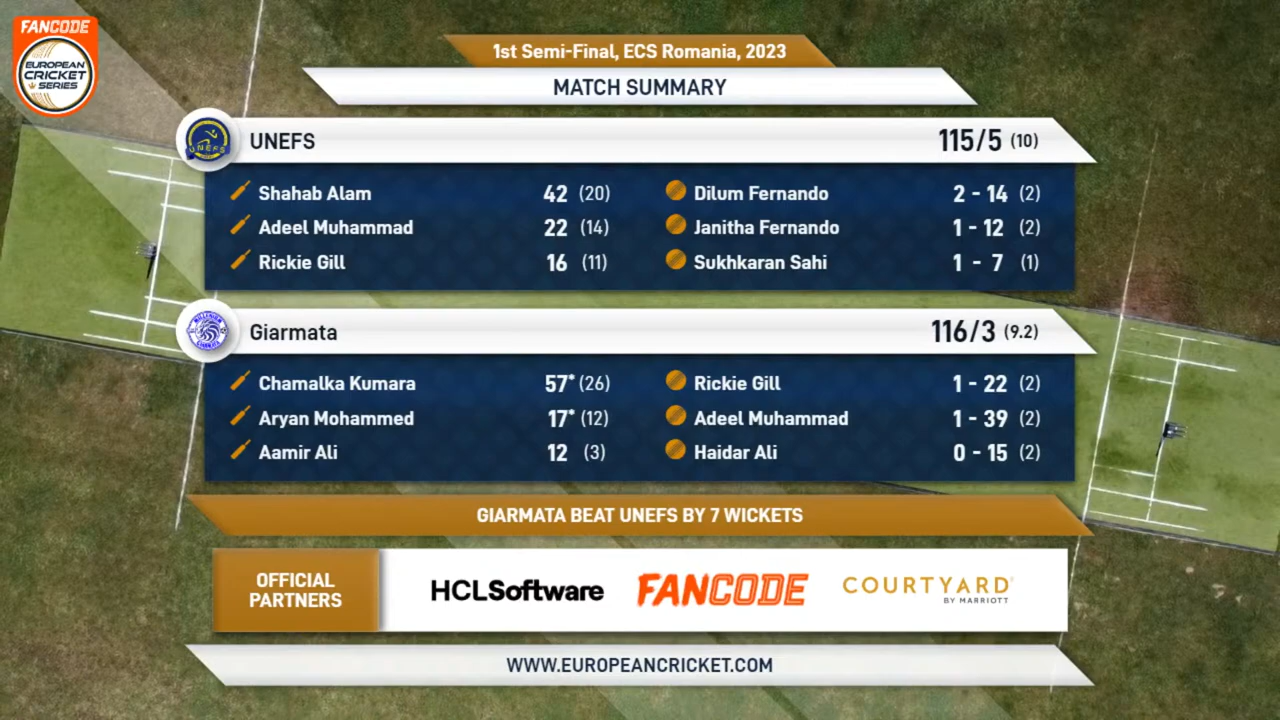 FANCODE
EUROPEAN
CRICKET
SERIES
1st Semi-Final, ECS Romania, 2023
MATCH SUMMARY
UNEFS
UNEFS 115/5 (10)
Shahab Alam 42 (20) Dilum Fernando 2 - 14 (2)
Adeel Muhammad 22 (14) Janitha Fernando 1 - 12 (2)
Rickie Gill 16 (11) Sukhkaran Sahi 1 - 7 (1)
Giarmata 116/3 (9.2)
Chamalka Kumara 57* (26) Rickie Gill 1 - 22 (2)
Aryan Mohammed 17* (12) Adeel Muhammad 1 - 39 (2)
Aamir Ali 12 (3) Haidar Ali 0 - 15 (2)
GIARMATA BEAT UNEFS BY 7 WICKETS
OFFICIAL
PARTNERS
HCLSoftware FANCODE COURTYARD®
BY MARRIOTT
WWW.EUROPEANCRICKET.COM